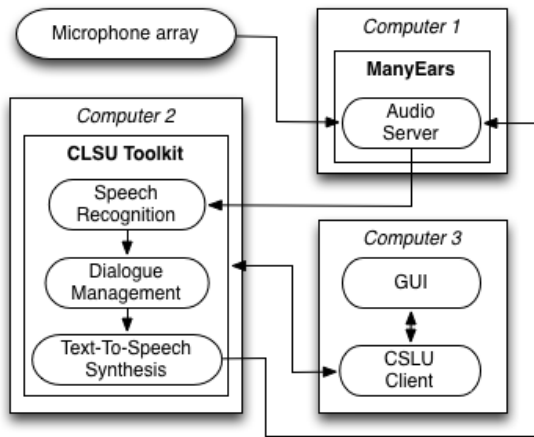 Microphone array
Computer 1
ManyEars
Audio
Server
Computer 2
CLSU Toolkit
Speech
Recognition
Dialogue
Management
Text-To-Speech
Synthesis
Computer 3
GUI
CSLU
Client